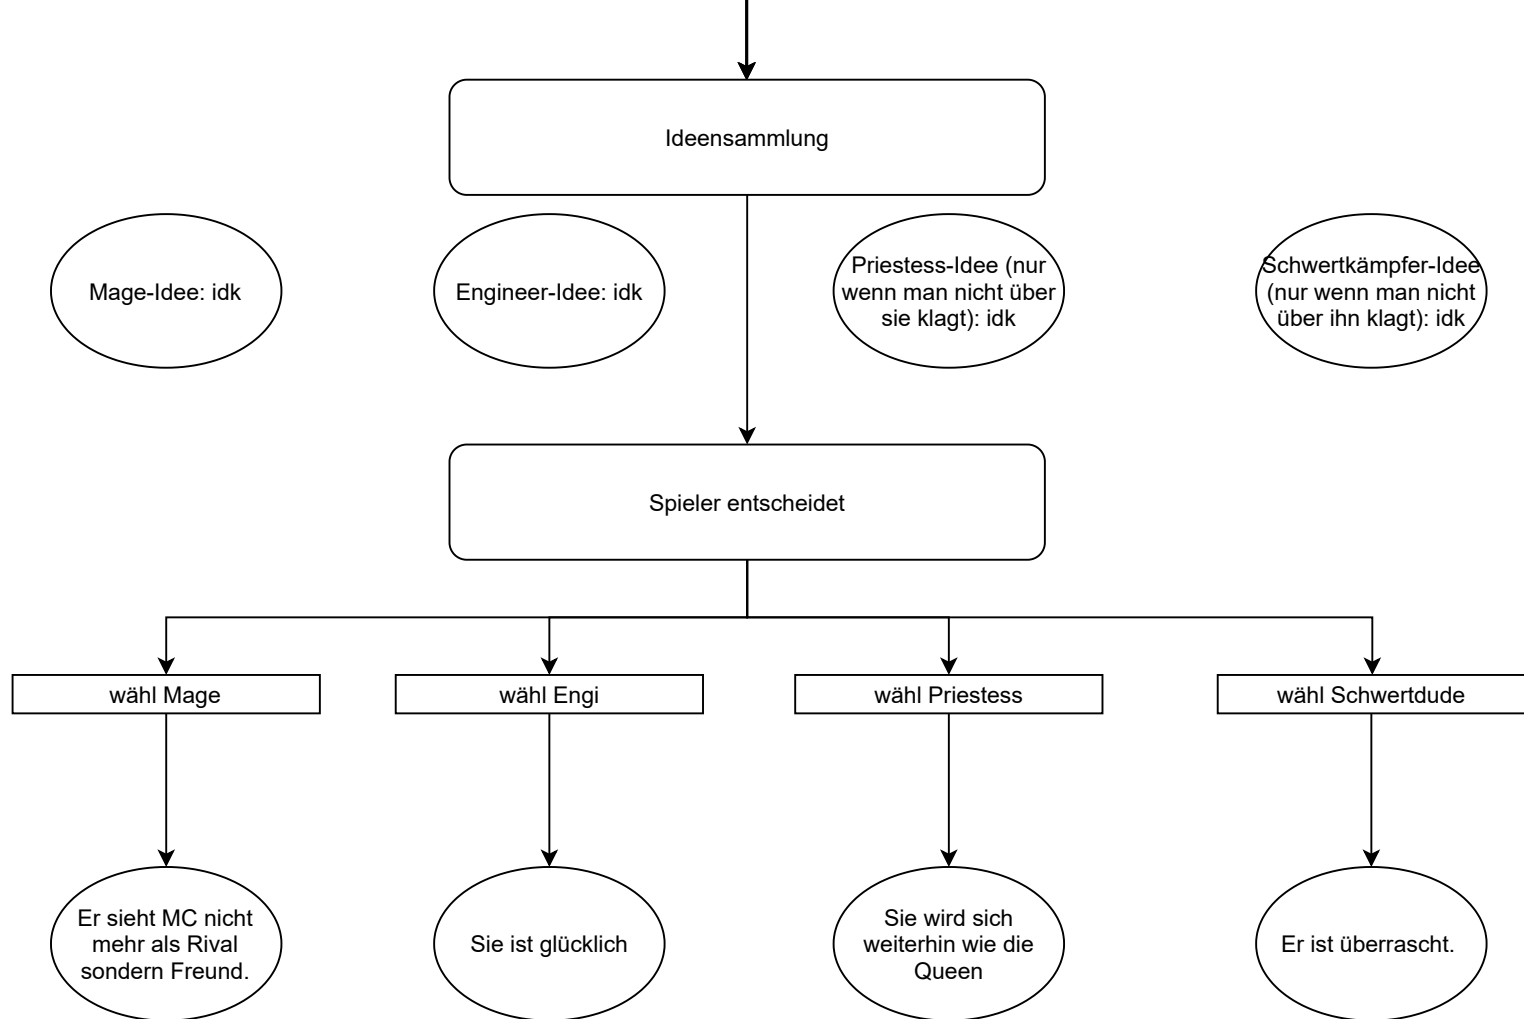 Ideensammlung
Mage-Idee: idk
Engineer-Idee: idk
Priestess-Idee (nur
wenn man nicht über
sie klagt): idk
Schwertkämpfer-Idee
(nur wenn man nicht
über ihn klagt): idk
Spieler entscheidet
wähl Mage
wähl Engi
wähl Priestess
wähl Schwertdude
Er sieht MC nicht
mehr als Rival
sondern Freund.
Sie ist glücklich
Sie wird sich
weiterhin wie die
Queen
Er ist überrascht.